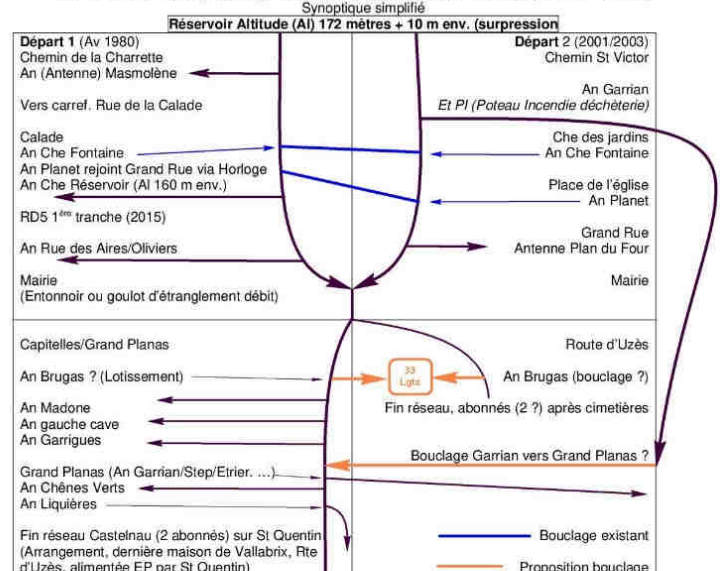 Synoptique simplifié
Réservoir Altitude (Al) 172 mètres + 10 m env. (surpression
Départ 1 (Av 1980)
Chemin de la Charrette
An (Antenne) Masmolène
Vers carref. Rue de la Calade
Calade
An Che Fontaine
An Planet rejoint Grand Rue via Horloge
An Che Réservoir (Al 160 m env.)
RD5 1ère tranche (2015)
An Rue des Aires/Oliviers
Mairie
(Entonnoir ou goulot d'étranglement débit)
Départ 2 (2001/2003)
Chemin St Victor
An Garrian
Et PI (Poteau Incendie déchèterie)
Che des jardins
An Che Fontaine
Place de l'église
An Planet
Grand Rue
Antenne Plan du Four
Mairie
Capitelles/Grand Planas
An Brugas ? (Lotissement)
An Madone
An gauche cave
An Garrigues
Grand Planas (An Garrian/Step/Etrier. …)
An Chênes Verts
An Liquières
Fin réseau Castelnau (2 abonnés) sur St Quentin
(Arrangement, dernière maison de Vallabrix, Rte
d'Uzès, alimentée EP par St Quentin)
33
Lgts
Route d'Uzès
An Brugas (bouclage ?)
Fin réseau, abonnés (2 ?) après cimetières
Bouclage Garrian vers Grand Planas ?
Bouclage existant
Proposition bouclage